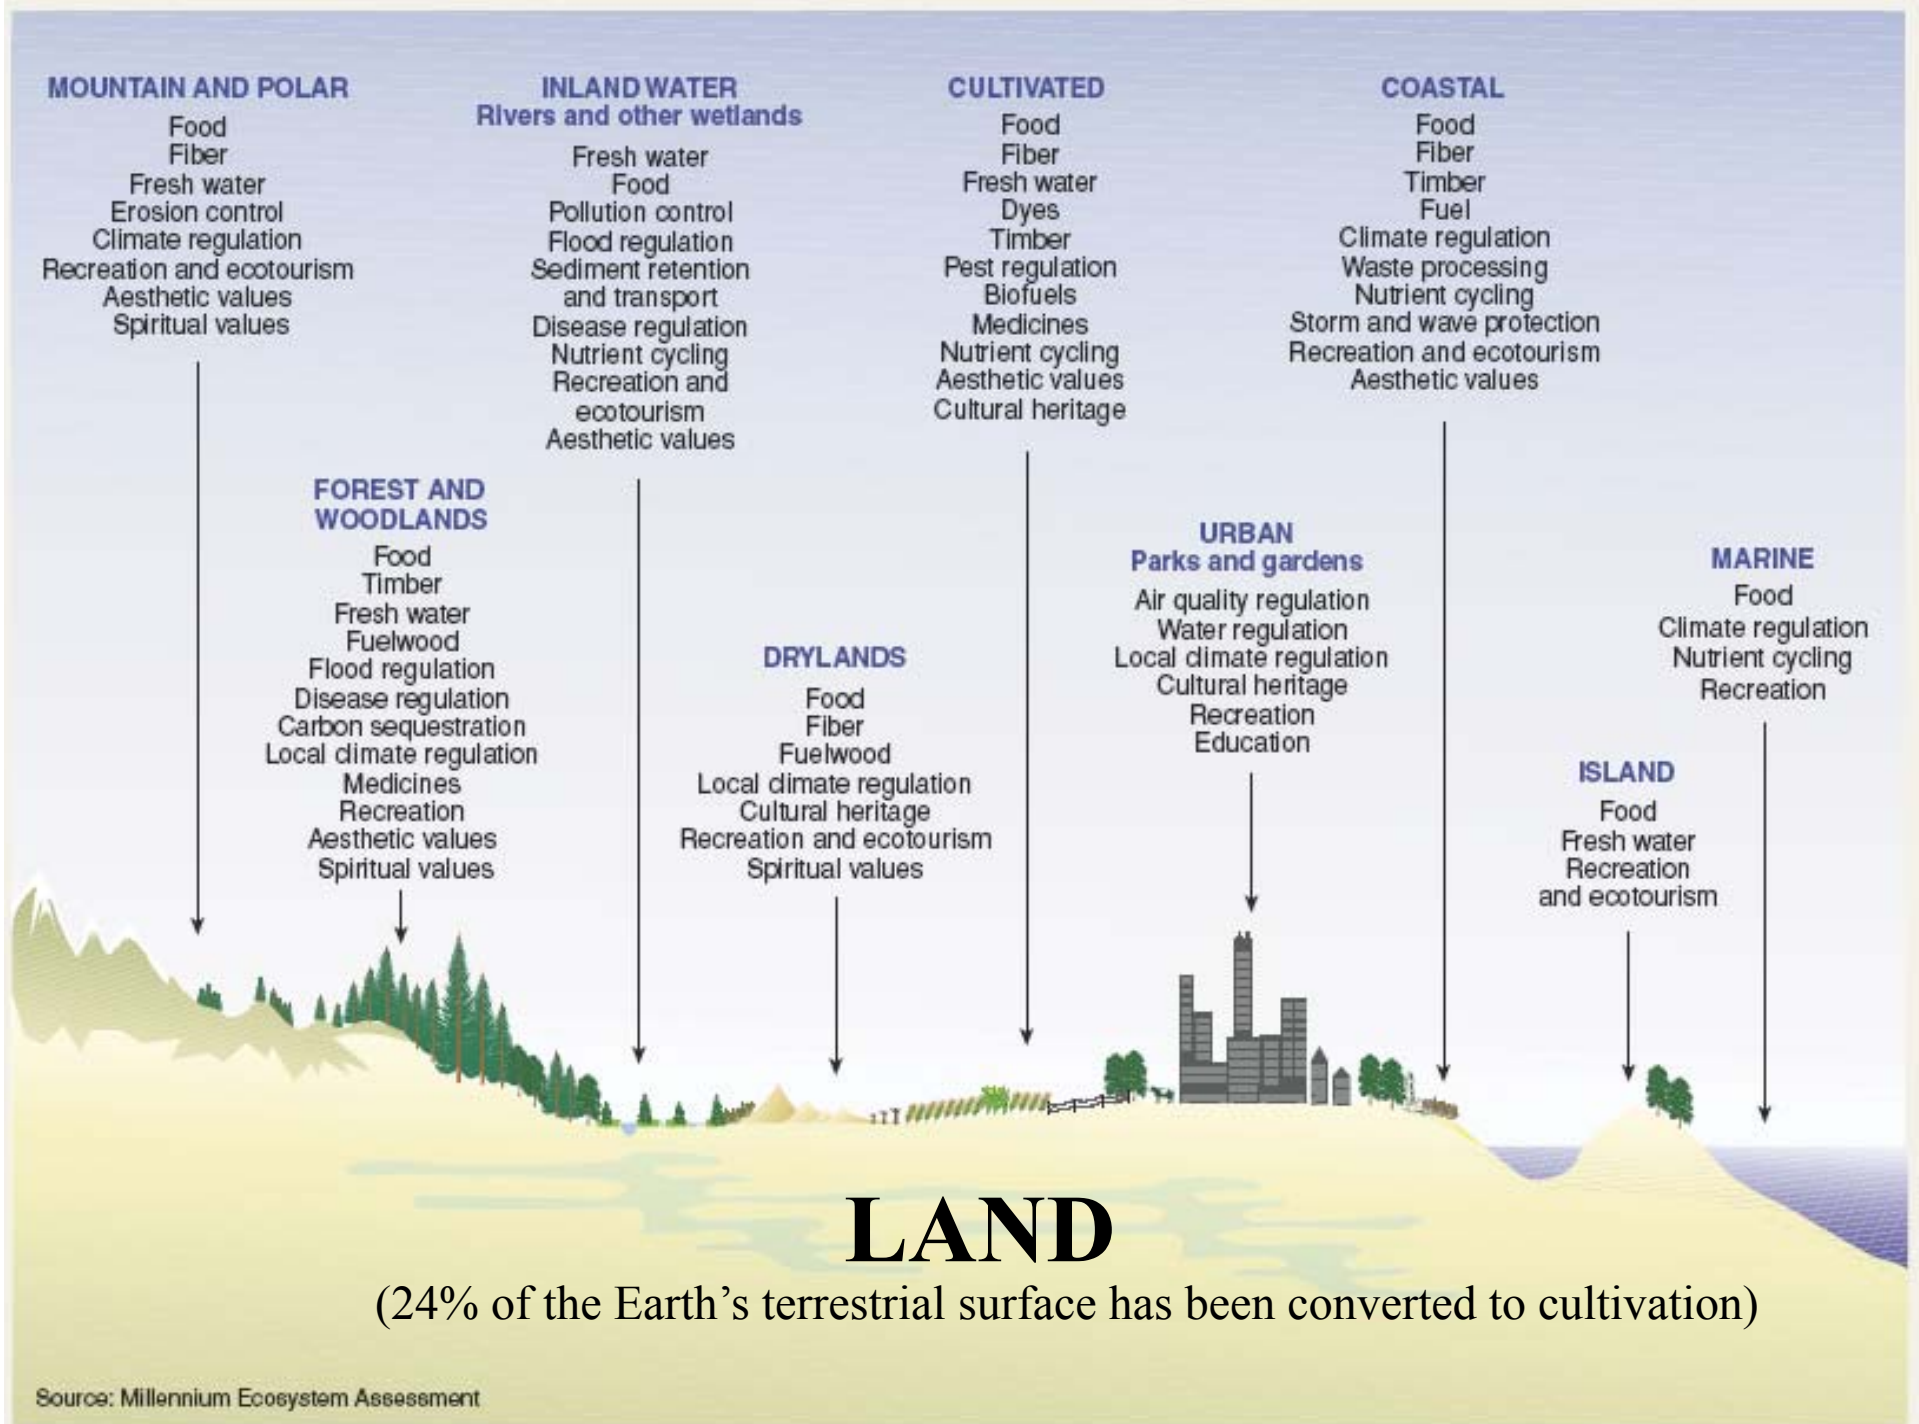 MOUNTAIN AND POLAR
Food
Fiber
Fresh water
Erosion control
Climate regulation
Recreation and ecotourism
Aesthetic values
Spiritual values
FOREST AND
WOODLANDS
Food
Timber
Fresh water
Fuelwood
Flood regulation
Disease regulation
Carbon sequestration
Local climate regulation
Medicines
Recreation
Aesthetic values
Spiritual values
INLAND WATER
Rivers and other wetlands
Fresh water
Food
Pollution control
Flood regulation
Sediment retention
and transport
Disease regulation
Nutrient cycling
Recreation and
ecotourism
Aesthetic values
DRYLANDS
Food
Fiber
Fuelwood
Local climate regulation
Cultural heritage
Recreation and ecotourism
Spiritual values
CULTIVATED
Food
Fiber
Fresh water
Dyes
Timber
Pest regulation
Biofuels
Medicines
Nutrient cycling
Aesthetic values
Cultural heritage
URBAN
Parks and gardens
Air quality regulation
Water regulation
Local climate regulation
Cultural heritage
Recreation
Education
COASTAL
Food
Fiber
Timber
Fuel
Climate regulation
Waste processing
Nutrient cycling
Storm and wave protection
Recreation and ecotourism
Aesthetic values
ISLAND
Food
Fresh water
Recreation
and ecotourism
MARINE
Food
Climate regulation
Nutrient cycling
Recreation
LAND
(24% of the Earth’s terrestrial surface has been converted to cultivation)
Source: Millennium Ecosystem Assessment